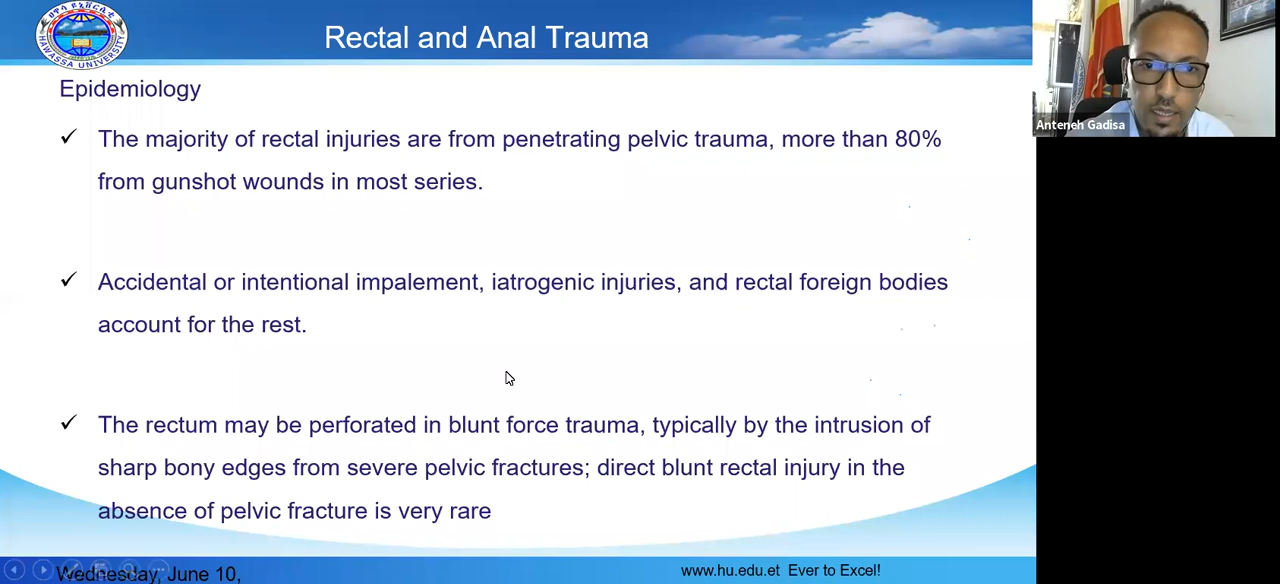 Rectal and Anal Trauma
HAWASSA UNIVERSITY
Epidemiology
✓ The majority of rectal injuries are from penetrating pelvic trauma, more than 80%
from gunshot wounds in most series.
✓ Accidental or intentional impalement, iatrogenic injuries, and rectal foreign bodies
account for the rest.
✓ The rectum may be perforated in blunt force trauma, typically by the intrusion of
sharp bony edges from severe pelvic fractures; direct blunt rectal injury in the
absence of pelvic fracture is very rare
Wednesday, June 10,
www.hu.edu.et Ever to Excel!
Anteneh Gadisa